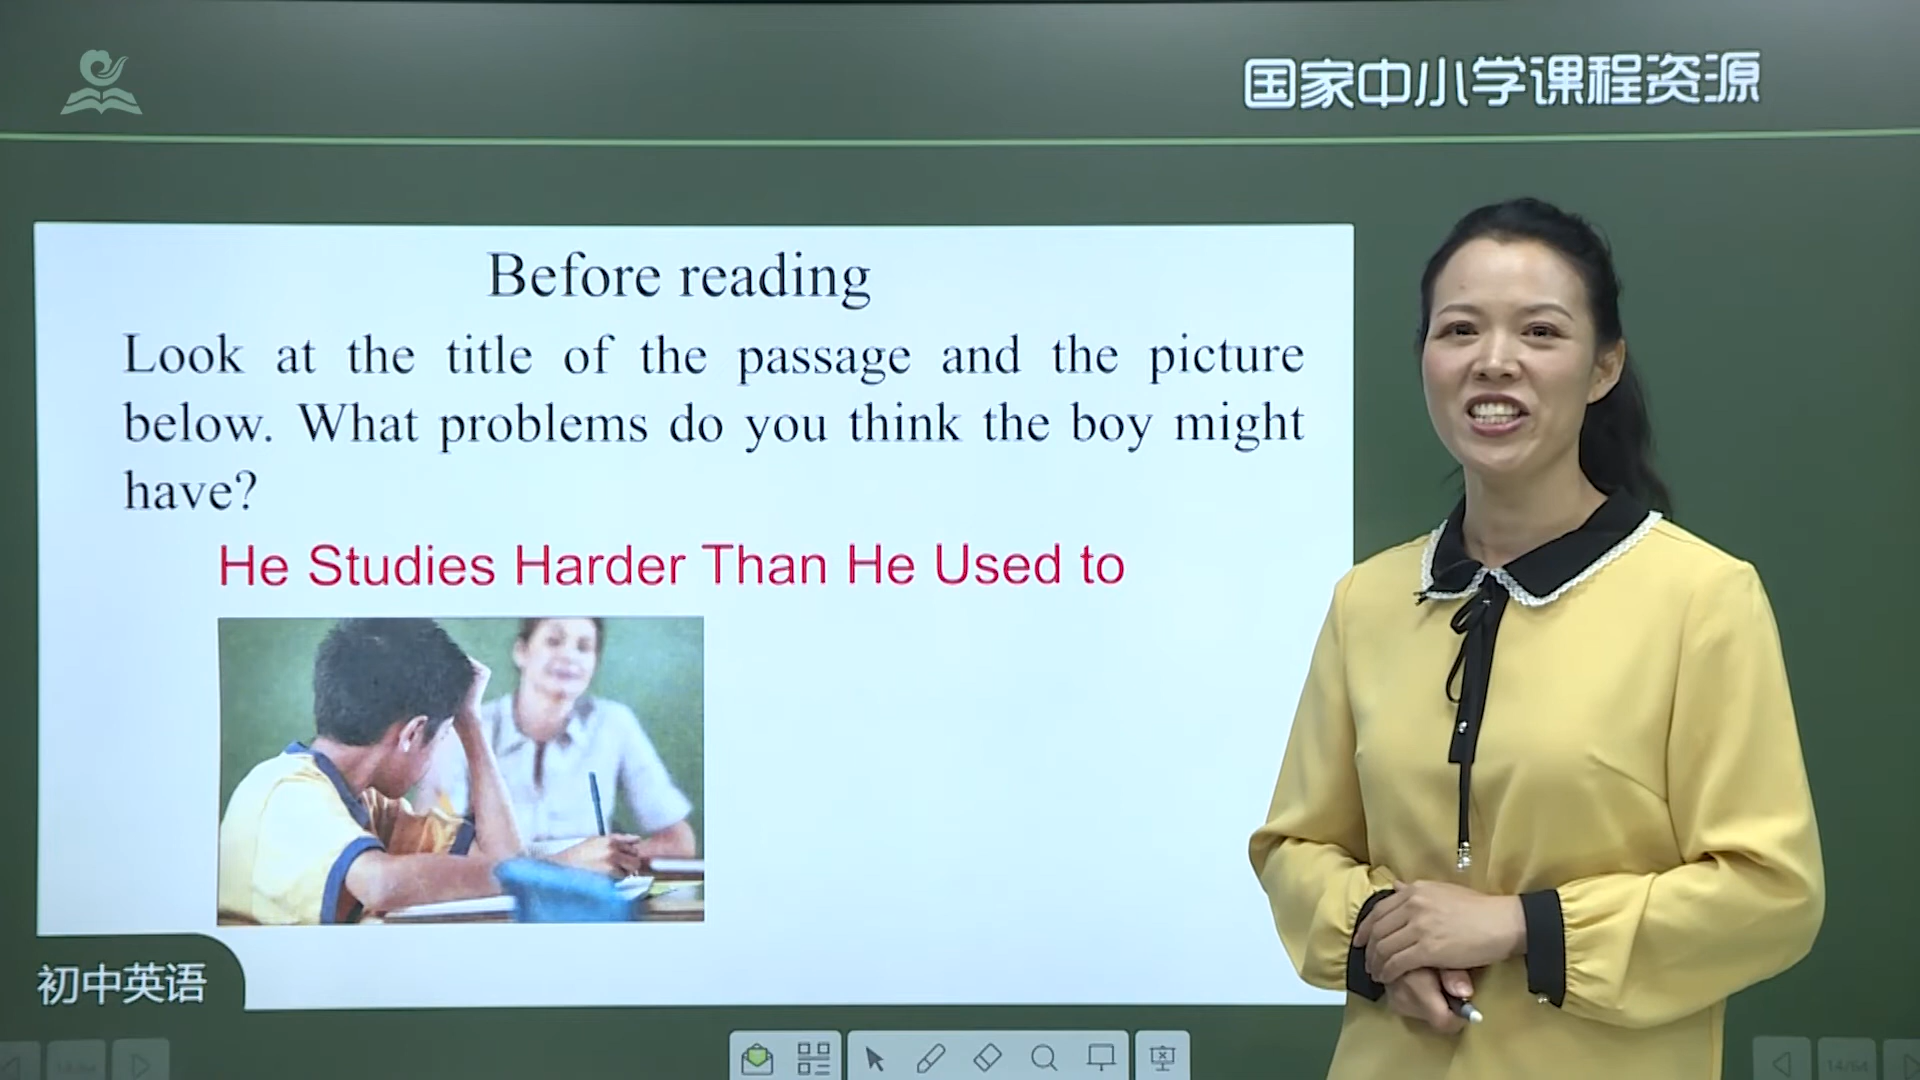 国家中小学课程资源
Before reading
Look at the title of the passage and the picture
below. What problems do you think the boy might
have?
He Studies Harder Than He Used to
初中英语
14/64